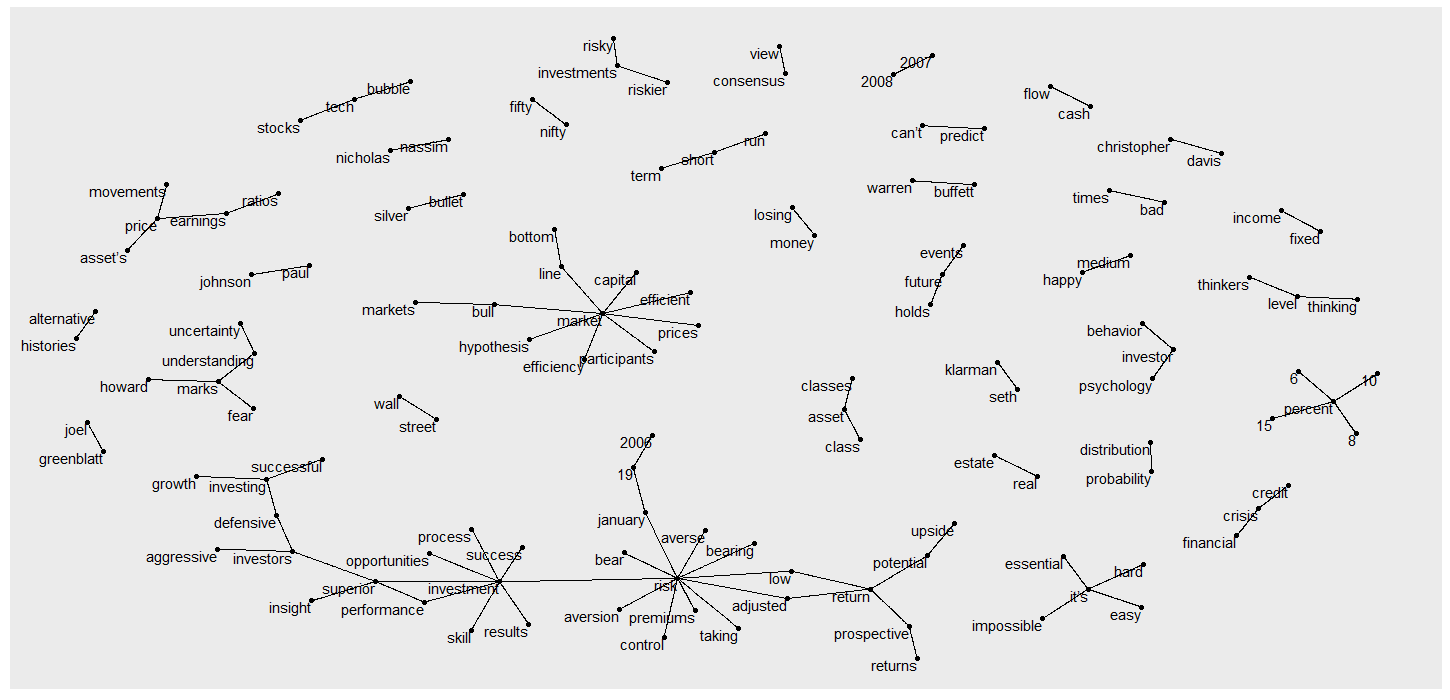 risky
view
2007
investments
consensus
2008
bubble
riskier
flow
tech
fifty
cash
stocks
nifty
can't
predict
run
nassim
christopher
nicholas
short
davis
term
movements
warren
buffett
ratios
times
bullet
bad
silver
losing
income
price
earnings
bottom
money
fixed
asset's
events
medium
line
paul
capital
future
happy
johnson
thinkers
efficient
level
thinking
markets
bull
holds
alternative
market
uncertainty
prices
behavior
histories
hypothesis
understanding
participants
investor
efficiency
klarman
howard
marks
classes
psychology
6
10
seth
wall
percent
fear
asset
street
15
joel
2006
class
8
distribution
greenblatt
estate
successful
19
probability
growth
investing
real
credit
defensive
january
crisis
process
averse
upside
financial
aggressive
investors
opportunities
success
bear
bearing
potential
essential
hard
superior
investment
risk
low
return
it's
insight
performance
adjusted
aversion
premiums
easy
skill
results
control
taking
prospective
impossible
returns